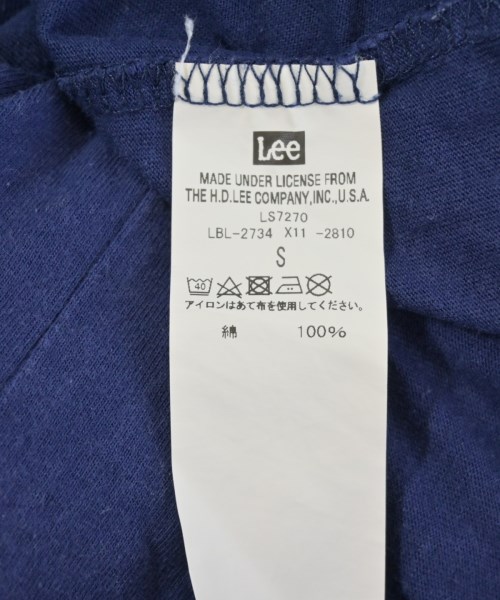 Lee
MADE UNDER LICENSE FROM
THE H.D.LEE COMPANY,INC.,U.S.A.
LS7270
LBL-2734 X11 -2810
S
40
アイロンはあて布を使用してください。
綿 100%